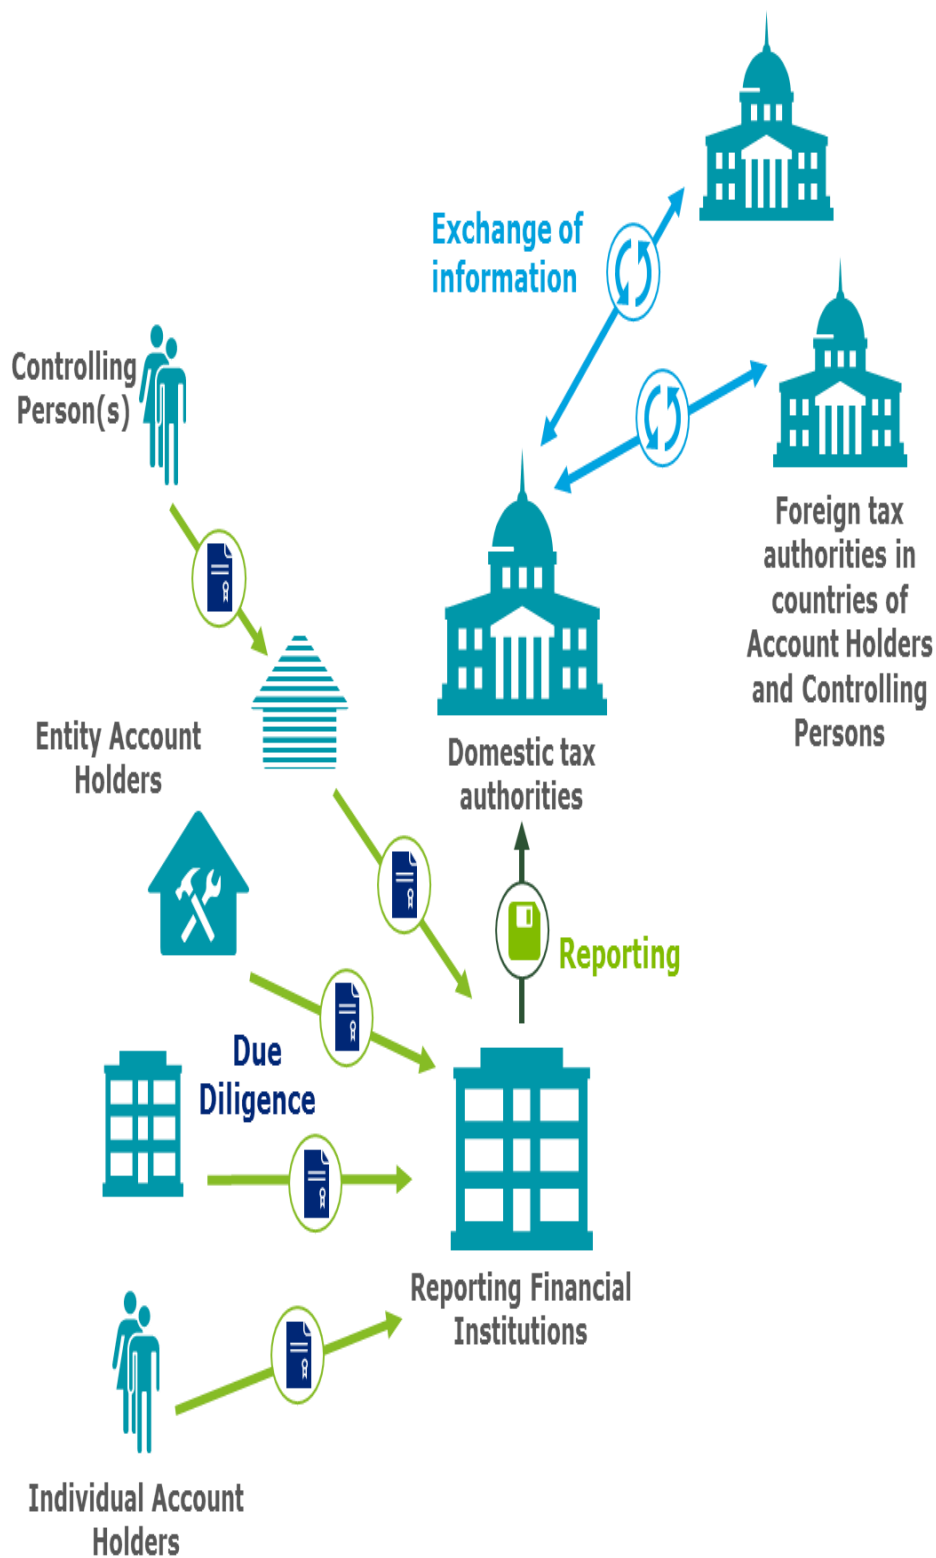 Exchange of
information
Controlling
Person(s)
Foreign tax
authorities in
countries of
Account Holders
and Controlling
Persons
Entity Account
Holders
Domestic tax
authorities
Reporting
Due
Diligence
Reporting Financial
Institutions
Individual Account
Holders